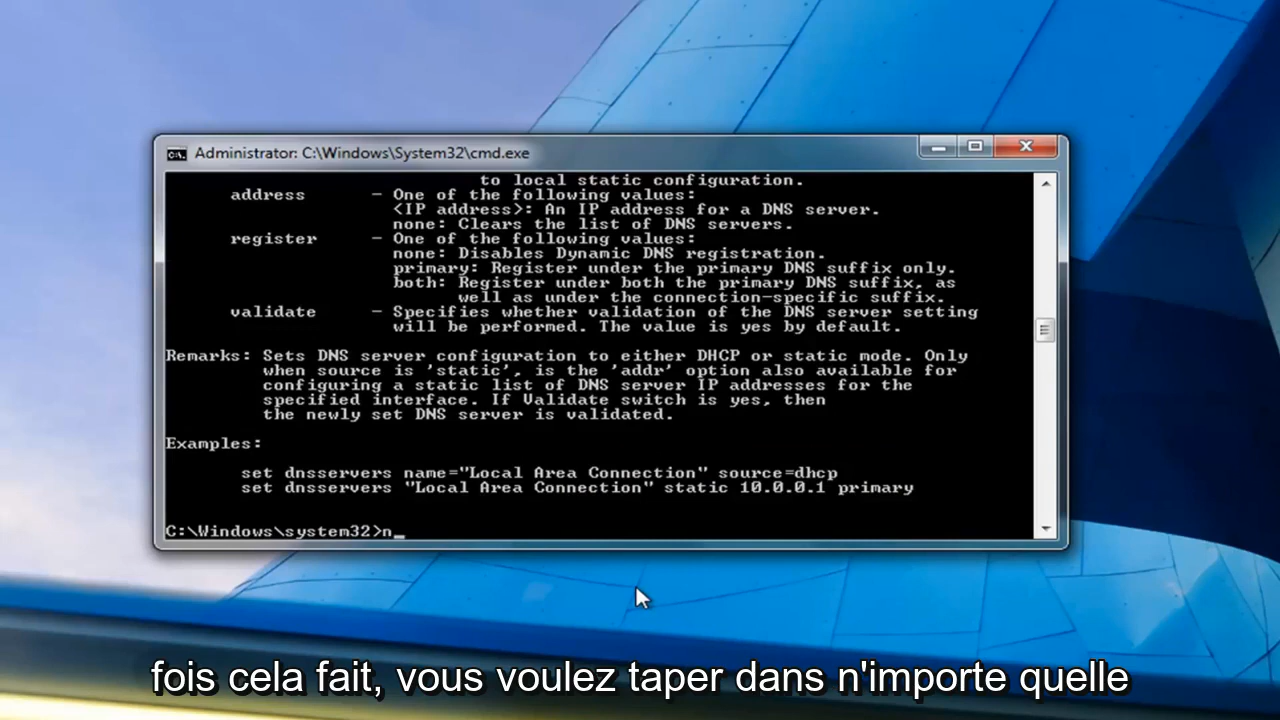 Administrator: C:\Windows\System32\cmd.exe
to local static configuration.
address - One of the following values:
<IP address>: An IP address for a DNS server.
none: Clears the list of DNS servers.
register - One of the following values:
none: Disables Dynamic DNS registration.
primary: Register under the primary DNS suffix only.
both: Register under both the primary DNS suffix, as
well as under the connection-specific suffix.
validate - Specifies whether validation of the DNS server setting
will be performed. The value is yes by default.
Remarks: Sets DNS server configuration to either DHCP or static mode. Only
when source is 'static', is the 'addr' option also available for
configuring a static list of DNS server IP addresses for the
specified interface. If Validate switch is yes, then
the newly set DNS server is validated.
Examples:
set dnsservers name="Local Area Connection" source=dhcp
set dnsservers "Local Area Connection" static 10.0.0.1 primary
C:\Windows\system32>n_
fois cela fait, vous voulez taper dans n'importe quelle